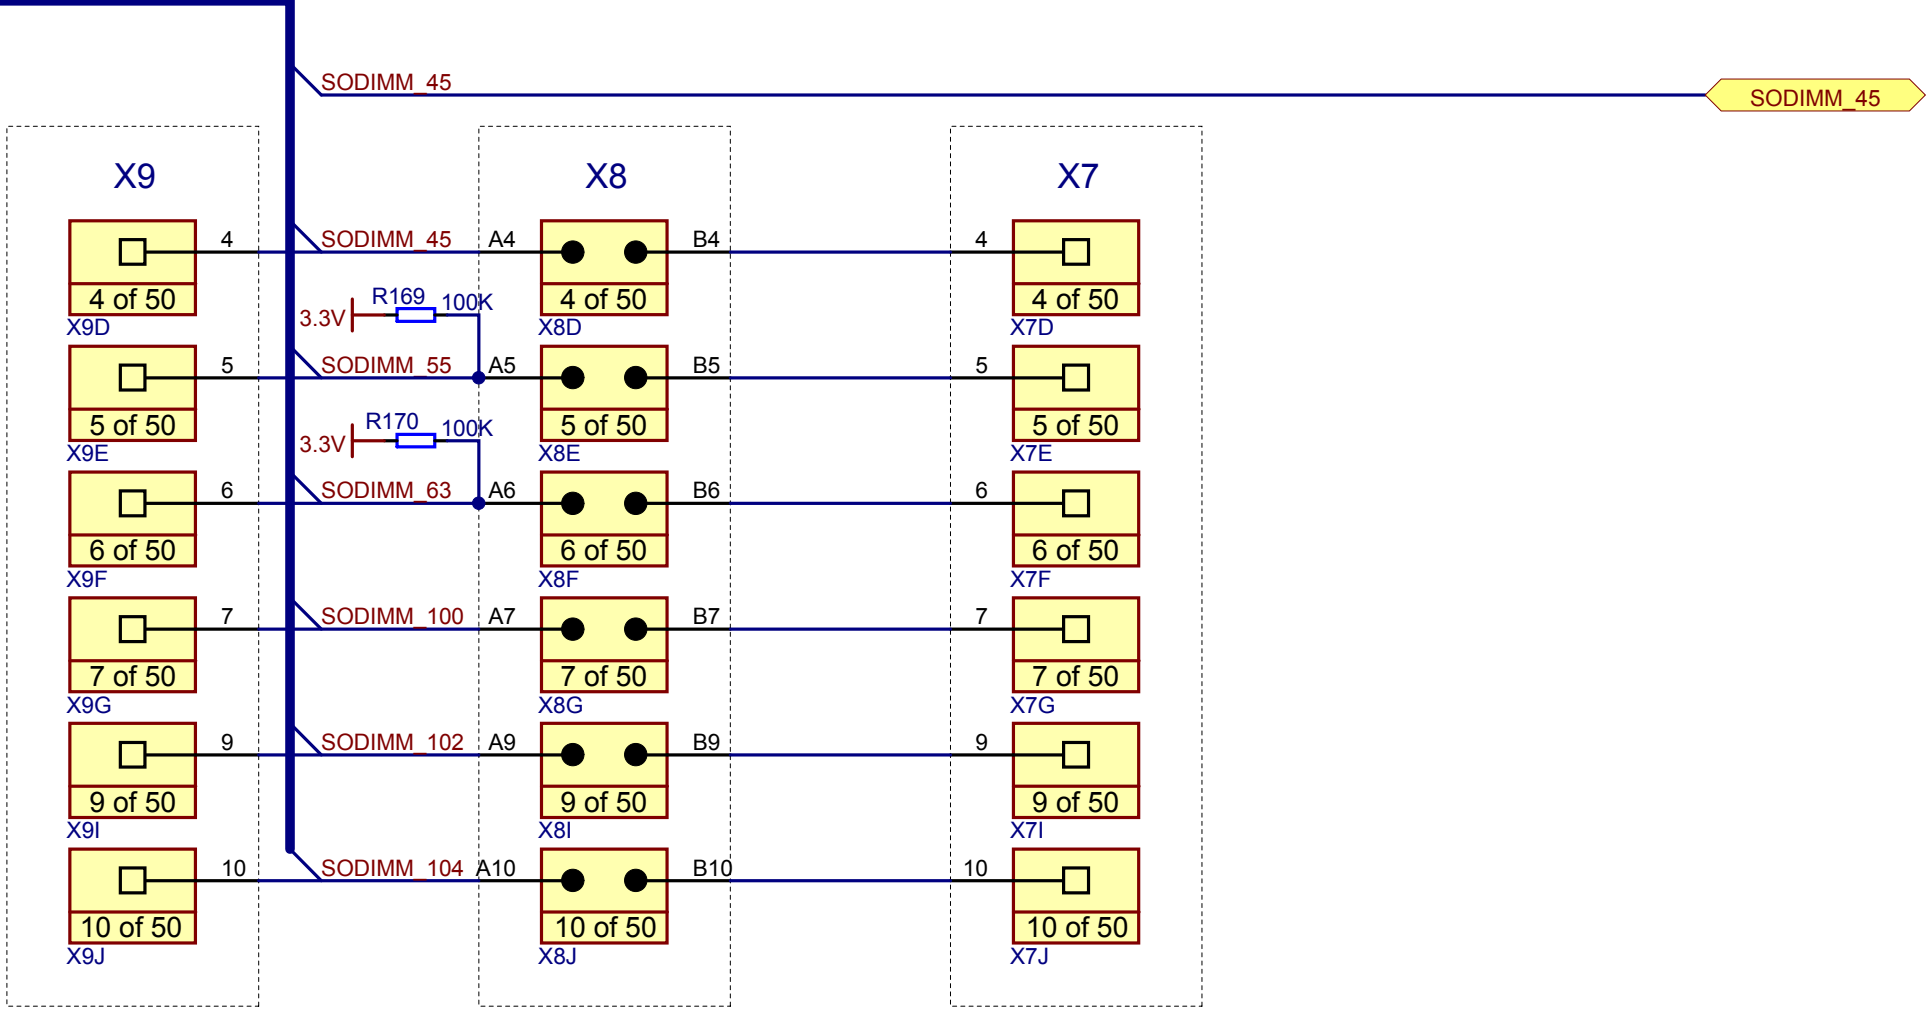 SODIMM_45
SODIMM_45
X9 X8 X7
4 SODIMM_45 A4 B4 4
4 of 50 4 of 50 4 of 50
X9D X8D X7D
3.3V R169 100K
5 SODIMM_55 A5 B5 5
5 of 50 5 of 50 5 of 50
X9E X8E X7E
3.3V R170 100K
6 SODIMM_63 A6 B6 6
6 of 50 6 of 50 6 of 50
X9F X8F X7F
7 SODIMM_100 A7 B7 7
7 of 50 7 of 50 7 of 50
X9G X8G X7G
9 SODIMM_102 A9 B9 9
9 of 50 9 of 50 9 of 50
X9I X8I X7I
10 SODIMM_104 A10 B10 10
10 of 50 10 of 50 10 of 50
X9J X8J X7J